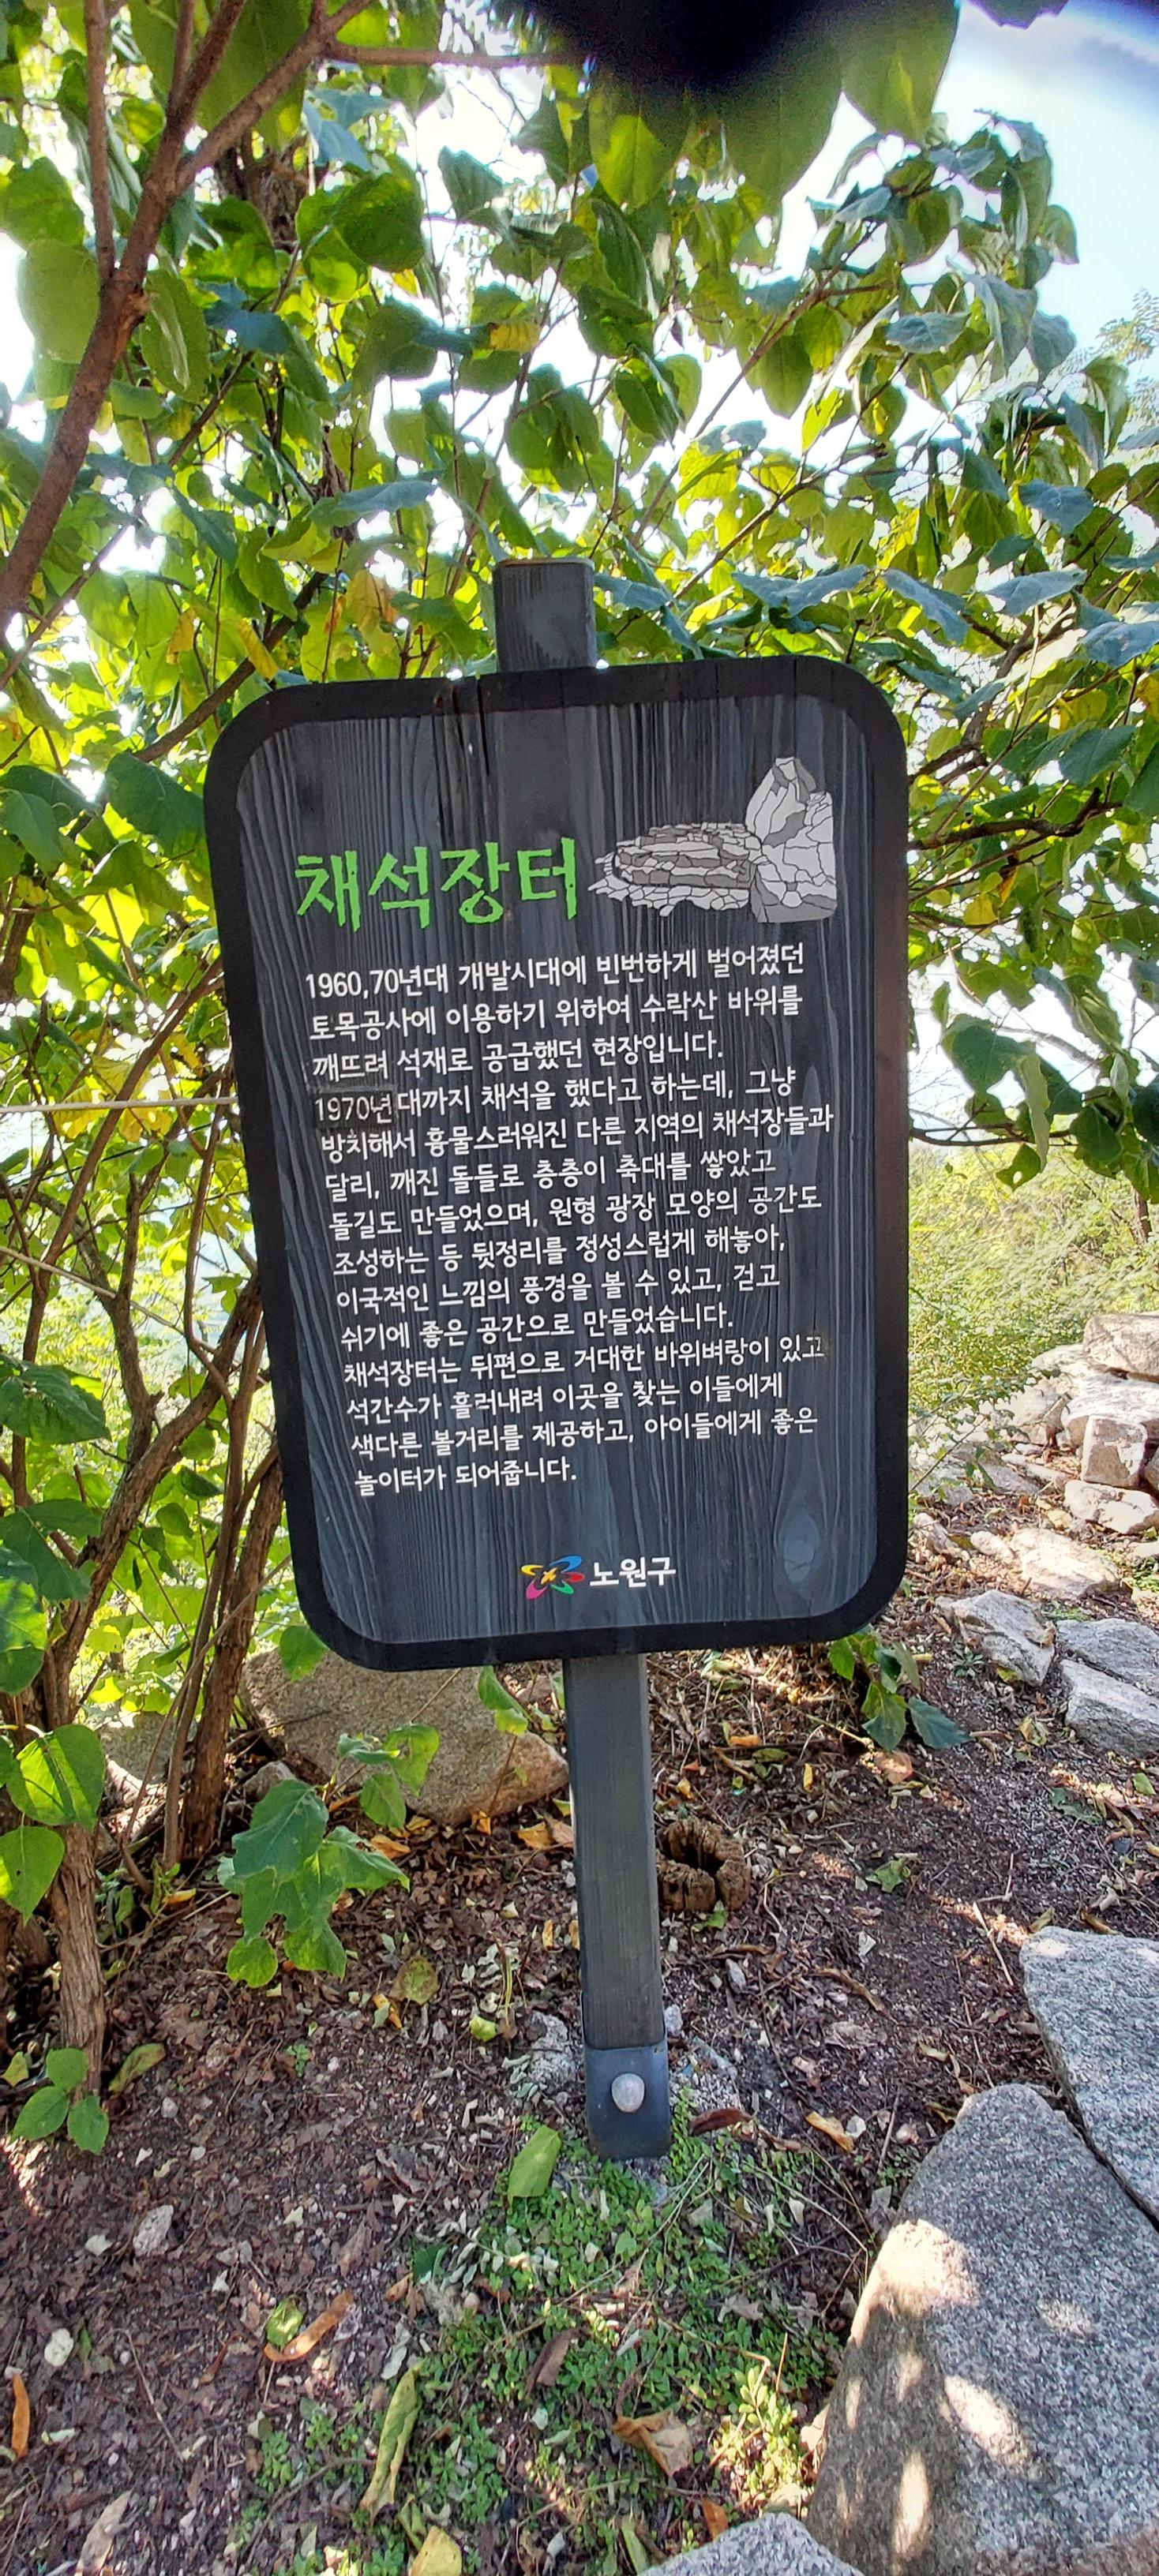 채석장터
1960,70년대 개발시대에 빈번하게 벌어졌던
토목공사에 이용하기 위하여 수락산 바위를
깨뜨려 석재로 공급했던 현장입니다.
1970년대까지 채석을 했다고 하는데, 그냥
방치해서 흉물스러워진 다른 지역의 채석장들과
달리, 깨진 돌들로 층층이 축대를 쌓았고
돌길도 만들었으며, 원형 광장 모양의 공간도
조성하는 등 뒷정리를 정성스럽게 해놓아,
이국적인 느낌의 풍경을 볼 수 있고, 걷고
쉬기에 좋은 공간으로 만들었습니다.
채석장터는 뒤편으로 거대한 바위벼랑이 있고
석간수가 흘러내려 이곳을 찾는 이들에게
색다른 볼거리를 제공하고, 아이들에게 좋은
놀이터가 되어줍니다.
노원구